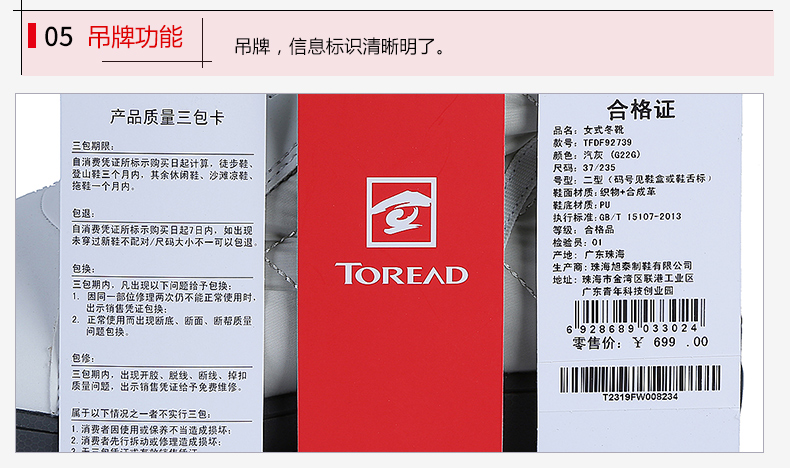 05 吊牌功能
吊牌，信息标识清晰明了。
产品质量三包卡
三包期限：
自消费凭证所标示购买日起计算，徒步鞋、
登山鞋三个月内，其余休闲鞋、沙滩凉鞋、
拖鞋一个月内。
包退：
自消费凭证所标示购买日起7日内，如出现
未穿过新鞋不配对/尺码大小不一可以包退。
包换：
三包期内，凡出现以下问题给予包换：
1. 因同一部位修理两次仍不能正常使用时，
出示销售凭证包换；
2. 正常使用而出现断底、断面、断帮质量
问题包换。
包修：
三包期内，出现开胶、脱线、断线、掉扣
质量问题，出示销售凭证给予免费维修。
属于以下情况之一者不实行三包：
1. 消费者因使用或保养不当造成损坏；
2. 消费者先行拆动或修理造成损坏；
3. 无三包凭证或有效销售凭证
TOREAD
合格证
品名：女式冬靴
款号：TFDF92739
颜色：汽灰 (G22G)
尺码：37/235
号型：二型（码号见鞋盒或鞋舌标）
鞋面材质：织物+合成革
鞋底材质：PU
执行标准：GB/T 15107-2013
等级：合格品
检验员：01
产地：广东珠海
生产商：珠海旭泰制鞋有限公司
地址：珠海市金湾区联港工业区
广东青年科技创业园
6 928689 033024
零售价：￥ 699 .00
T2319FW008234